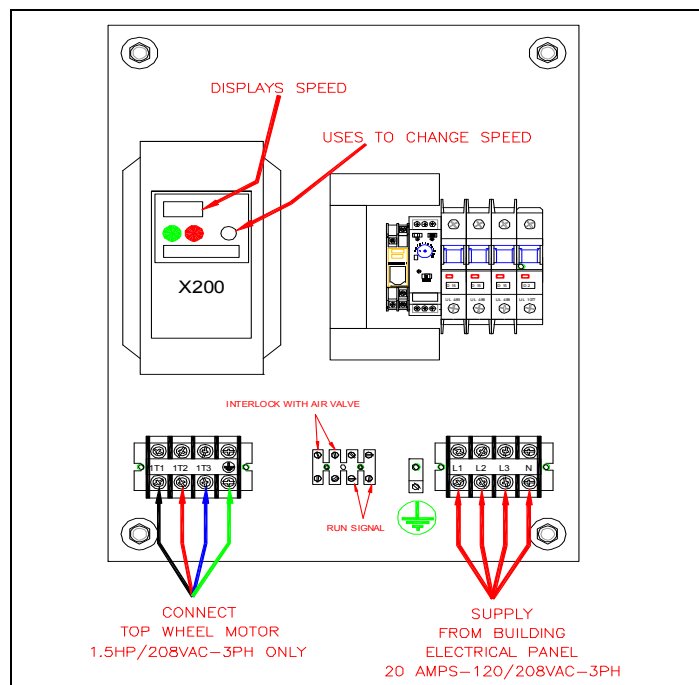 DISPLAYS SPEED
USES TO CHANGE SPEED
X200
INTERLOCK WITH AIR VALVE
1T1 1T2 1T3
L1 L2 L3 N
RUN SIGNAL
CONNECT
TOP WHEEL MOTOR
1.5HP/208VAC-3PH ONLY
SUPPLY
FROM BUILDING
ELECTRICAL PANEL
20 AMPS-120/208VAC-3PH